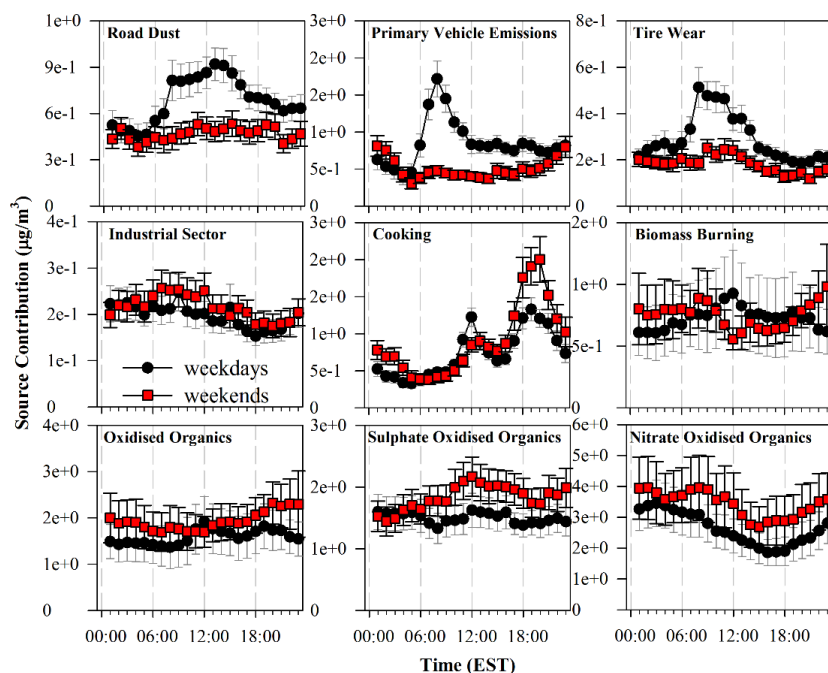 Source Contribution (µg/m³)
Road Dust
1e+0
9e-1
6e-1
3e-1
0
Primary Vehicle Emissions
3e+0
2e+0
2e+0
1e+0
5e-1
0
Tire Wear
8e-1
6e-1
4e-1
2e-1
0
Industrial Sector
4e-1
3e-1
2e-1
1e-1
0
weekdays
weekends
Cooking
3e+0
2e+0
2e+0
1e+0
5e-1
0
Biomass Burning
2e+0
1e+0
5e-1
0
Oxidised Organics
4e+0
3e+0
2e+0
1e+0
0
Sulphate Oxidised Organics
3e+0
2e+0
1e+0
0
Nitrate Oxidised Organics
6e+0
5e+0
4e+0
3e+0
2e+0
1e+0
0
00:00 06:00 12:00 18:00
00:00 06:00 12:00 18:00
00:00 06:00 12:00 18:00
Time (EST)